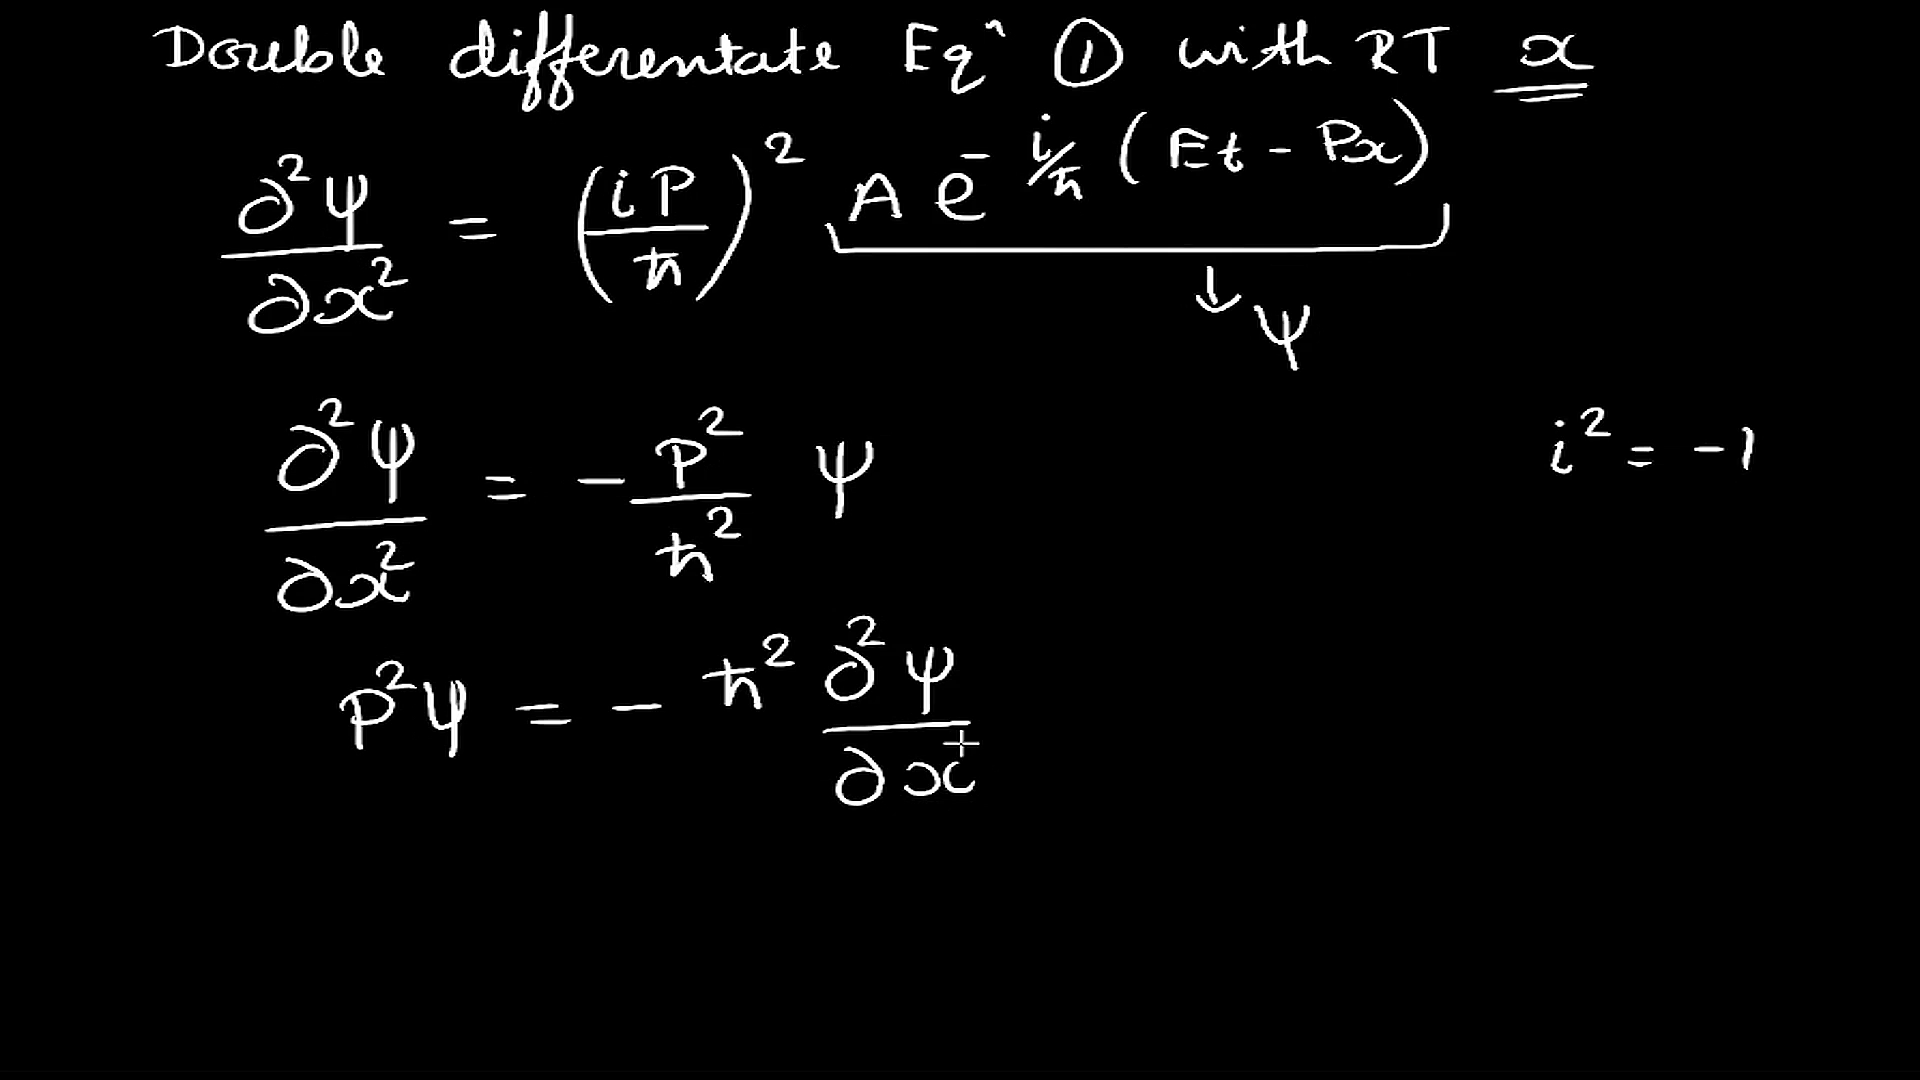 Double differentate Eqⁿ ① with RT x
∂²ψ/∂x² = (iP/ħ)² A e^-i/ħ (Et - Px)
↓ ψ
∂²ψ/∂x² = - P²/ħ² ψ i² = -1
P²ψ = - ħ² ∂²ψ/∂x